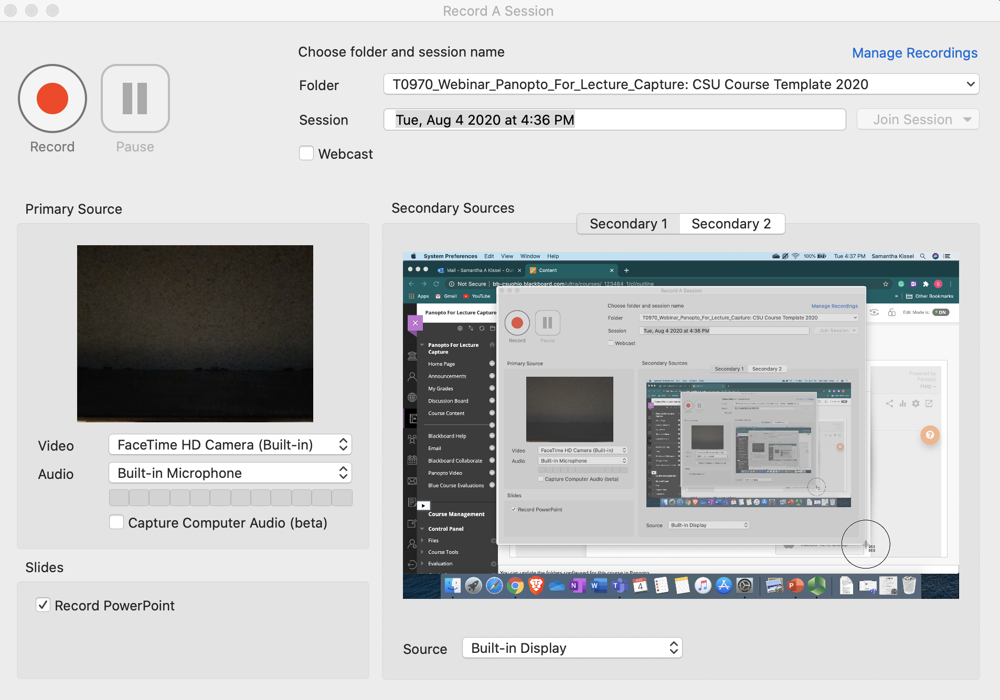 Record A Session
Choose folder and session name
Manage Recordings
Folder
T0970_Webinar_Panopto_For_Lecture_Capture: CSU Course Template 2020
Session
Tue, Aug 4 2020 at 4:36 PM
Join Session
Record
Pause
Webcast
Primary Source
Video
FaceTime HD Camera (Built-in)
Audio
Built-in Microphone
Capture Computer Audio (beta)
Slides
Record PowerPoint
Secondary Sources
Secondary 1
Secondary 2
System Preferences Edit View Window Help
100% Tue 4:37 PM Samantha Kissel
Mail - Samantha A Kissel - Out
Content
Not Secure | bb-csuohio.blackboard.com/ultra/courses/_123484_1/cl/outline
Apps Gmail YouTube
» Other Bookmarks
Panopto For Lecture Capture
Edit Mode is: ON
Panopto For Lecture
Capture
Home Page
Announcements
My Grades
Discussion Board
Course Content
Blackboard Help
Email
Blackboard Collaborate
Panopto Video
Blue Course Evaluations
Course Management
Control Panel
Files
Course Tools
Evaluation
Record A Session
Choose folder and session name
Manage Recordings
Folder
T0970_Webinar_Panopto_For_Lecture_Capture: CSU Course Template 2020
Session
Tue, Aug 4 2020 at 4:36 PM
Join Session
Record
Pause
Webcast
Primary Source
Video
FaceTime HD Camera (Built-in)
Audio
Built-in Microphone
Capture Computer Audio (beta)
Slides
Record PowerPoint
Secondary Sources
Secondary 1
Secondary 2
Source
Built-in Display
Powered by
Panopto
Help
953
668
You can update the folders configured for this course in Panopto
Source
Built-in Display